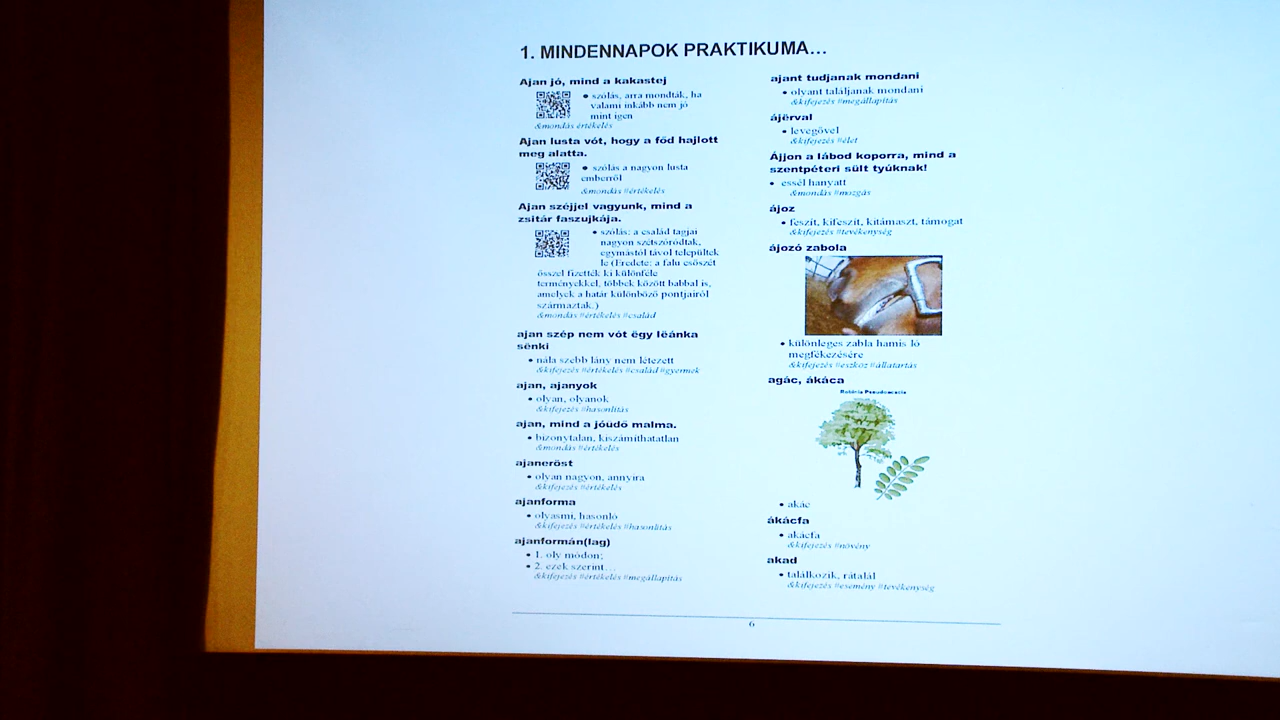 1. MINDENNAPOK PRAKTIKUMA…
Ajan jó, mind a kakastej
• szólás, arra mondták, ha
valami inkább nem jó
mint igen
&mondás értékelés
Ajan lusta vót, hogy a főd hajlott
meg alatta.
• szólás a nagyon lusta
emberről
&mondás #értékelés
Ajan széjjel vagyunk, mind a
zsitár faszujkája.
• szólás: a család tagjai
nagyon szétszóródtak,
egymástól távol települtek
le (Eredete: a falu csőszét
ősszel fizették ki különféle
terményekkel, többek között babbal is,
amelyek a határ különböző pontjairól
származtak.)
&mondás #értékelés #család
ajan szép nem vót ëgy lëánka
sënki
• nála szebb lány nem létezett
&kifejezés #értékelés #család #gyermek
ajan, ajanyok
• olyan, olyanok
&kifejezés #hasonlítás
ajan, mind a jóüdő malma.
• bizonytalan, kiszámíthatatlan
&mondás #értékelés
ajaneröst
• olyan nagyon, annyira
&kifejezés #értékelés
ajanforma
• olyasmi, hasonló
&kifejezés #értékelés #hasonlítás
ajanformán(lag)
• 1. oly módon;
• 2. ezek szerint…
&kifejezés #értékelés #megállapítás
ajant tudjanak mondani
• olyant találjanak mondani
&kifejezés #megállapítás
ájërval
• levegővel
&kifejezés #élet
Ájjon a lábod koporra, mind a
szentpéteri sült tyúknak!
• essél hanyatt
&mondás #mozgás
ájoz
• feszít, kifeszít, kitámaszt, támogat
&kifejezés #tevékenység
ájozó zabola
• különleges zabla hamis ló
megfékezésére
&kifejezés #eszköz #állatartás
agác, ákáca
Robinia Pseudoacacia
• akác
ákácfa
• akácfa
&kifejezés #növény
akad
• találkozik, rátalál
&kifejezés #esemény #tevékenység
6